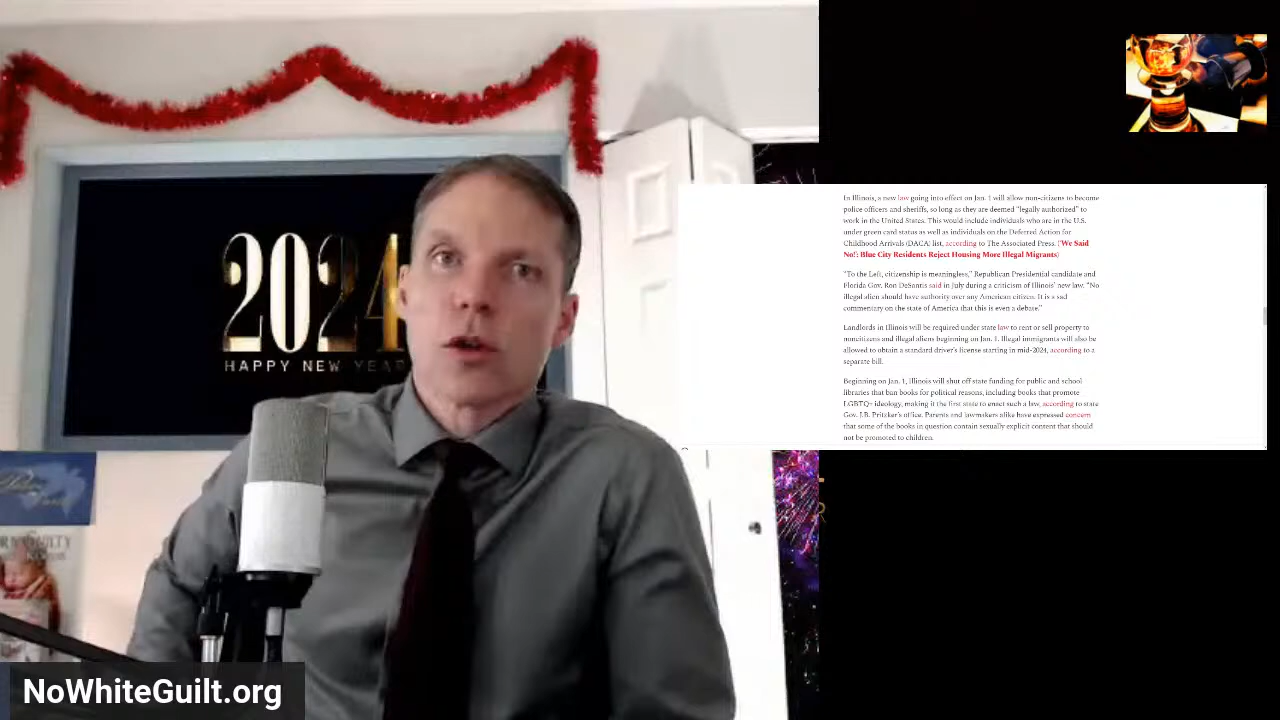 2024
HAPPY NEW YEAR
In Illinois, a new law going into effect on Jan. 1 will allow non-citizens to become
police officers and sheriffs, so long as they are deemed “legally authorized” to
work in the United States. This would include individuals who are in the U.S.
under green card status as well as individuals on the Deferred Action for
Childhood Arrivals (DACA) list, according to The Associated Press. (‘We Said
No!’: Blue City Residents Reject Housing More Illegal Migrants)
“To the Left, citizenship is meaningless,” Republican Presidential candidate and
Florida Gov. Ron DeSantis said in July during a criticism of Illinois’ new law. “No
illegal alien should have authority over any American citizen. It is a sad
commentary on the state of America that this is even a debate.”
Landlords in Illinois will be required under state law to rent or sell property to
noncitizens and illegal aliens beginning on Jan. 1. Illegal immigrants will also be
allowed to obtain a standard driver’s license starting in mid-2024, according to a
separate bill.
Beginning on Jan. 1, Illinois will shut off state funding for public and school
libraries that ban books for political reasons, including books that promote
LGBTQ+ ideology, making it the first state to enact such a law, according to state
Gov. J.B. Pritzker’s office. Parents and lawmakers alike have expressed concern
that some of the books in question contain sexually explicit content that should
not be promoted to children.
GUILTY
NoWhiteGuilt.org